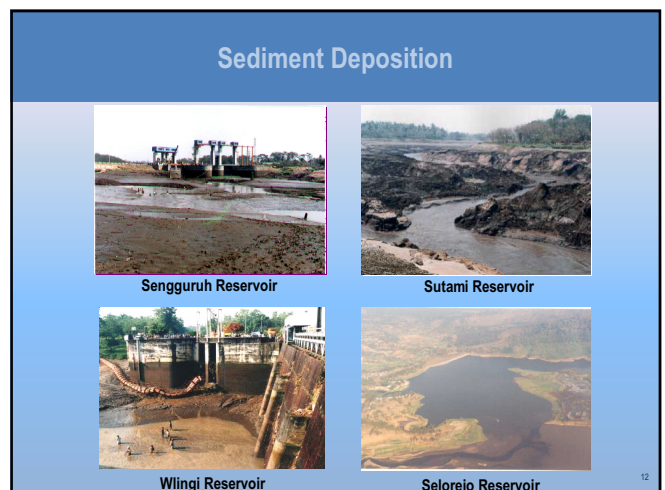 Sediment Deposition
Sengguruh Reservoir
Sutami Reservoir
Wlingi Reservoir
Selorejo Reservoir
12